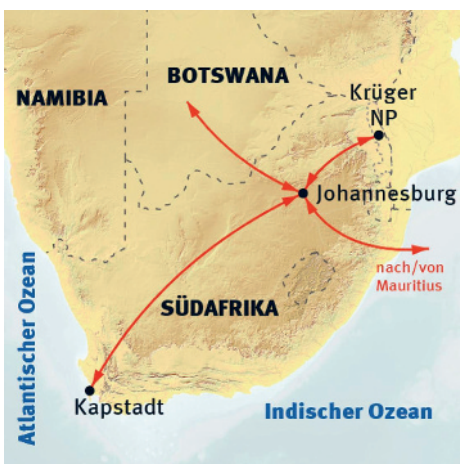 BOTSWANA
NAMIBIA
Krüger
NP
Johannesburg
nach/von
Mauritius
SÜDAFRIKA
Atlantischer Ozean
Kapstadt
Indischer Ozean